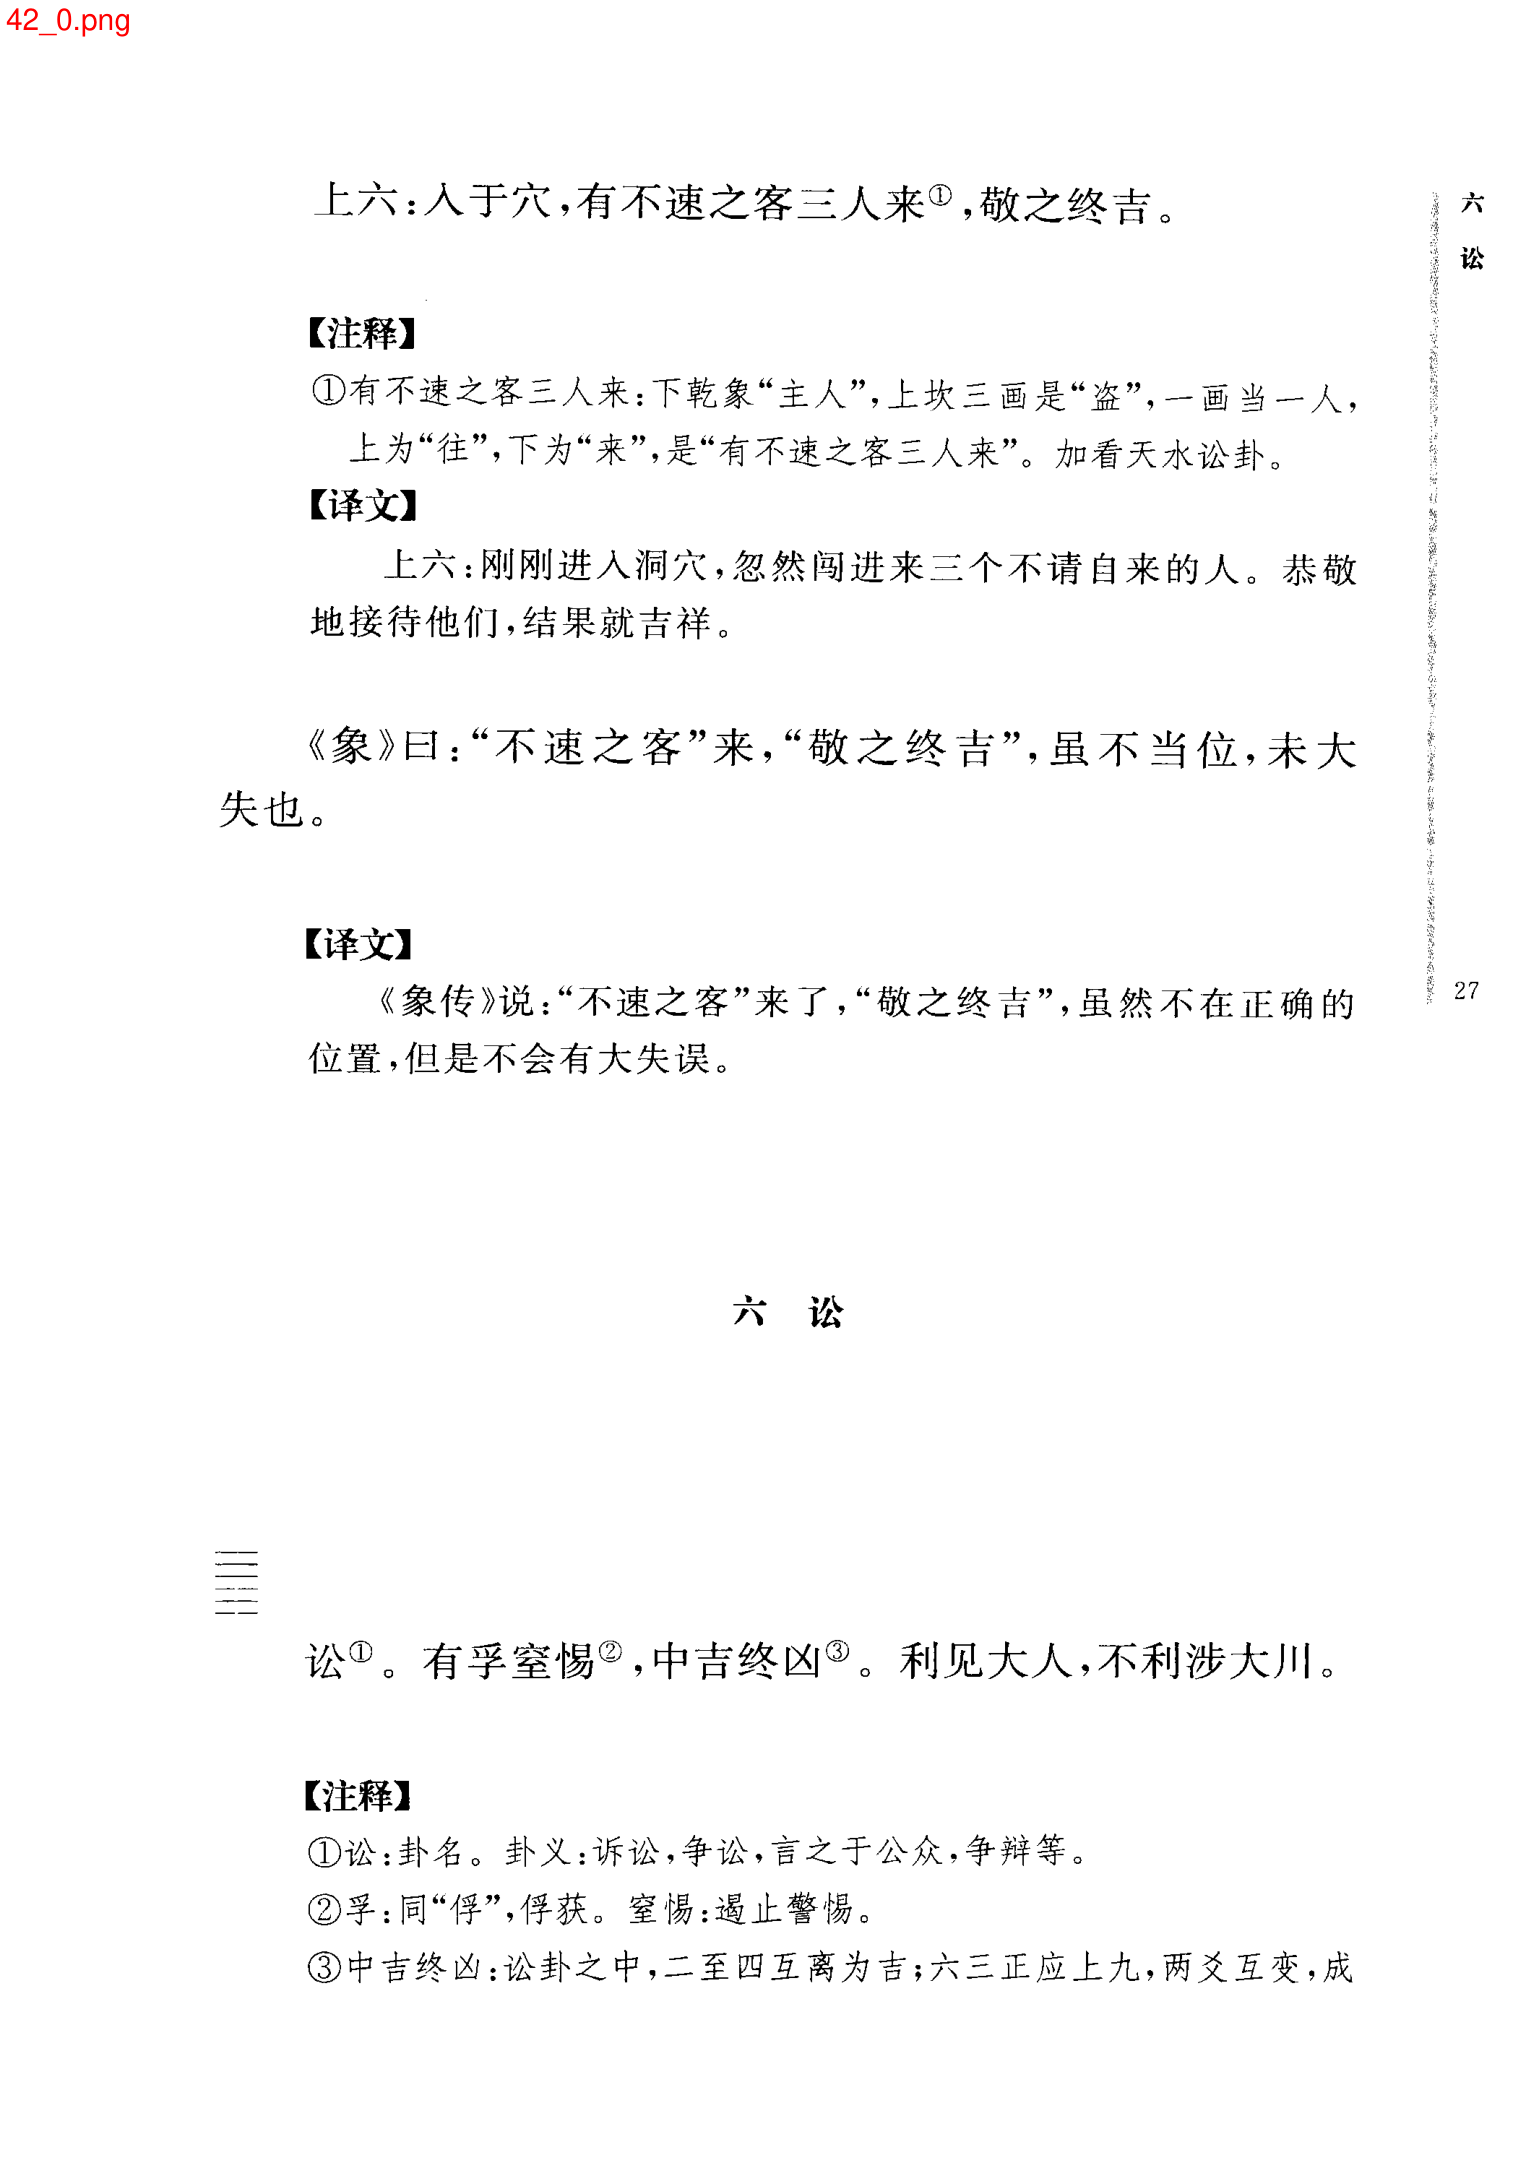 42_0.png
上六:入于穴,有不速之客三人来①,敬之终吉。
【注释】
①有不速之客三人来:下乾象“主人”,上坎三画是“盗”,一画当一人,
上为“往”,下为“来”,是“有不速之客三人来”。加看天水讼卦。
【译文】
上六:刚刚进入洞穴,忽然闯进来三个不请自来的人。恭敬
地接待他们,结果就吉祥。
《象》曰:“不速之客”来,“敬之终吉”,虽不当位,未大
失也。
【译文】
《象传》说:“不速之客”来了,“敬之终吉”,虽然不在正确的
位置,但是不会有大失误。
六 讼
讼①。有孚窒惕②,中吉终凶③。利见大人,不利涉大川。
【注释】
①讼:卦名。卦义:诉讼,争讼,言之于公众,争辩等。
②孚:同“俘”,俘获。窒惕:遏止警惕。
③中吉终凶:讼卦之中,二至四互离为吉;六三正应上九,两爻互变,成
六
讼
27